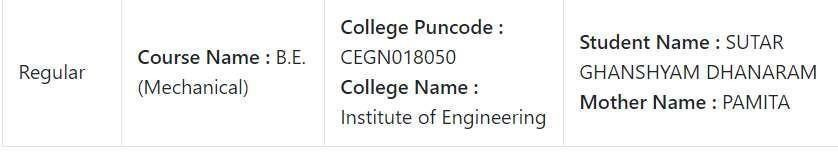 Regular
Course Name : B.E.
(Mechanical)
College Puncode :
CEGN018050
College Name :
Institute of Engineering
Student Name : SUTAR
GHANSHYAM DHANARAM
Mother Name : PAMITA